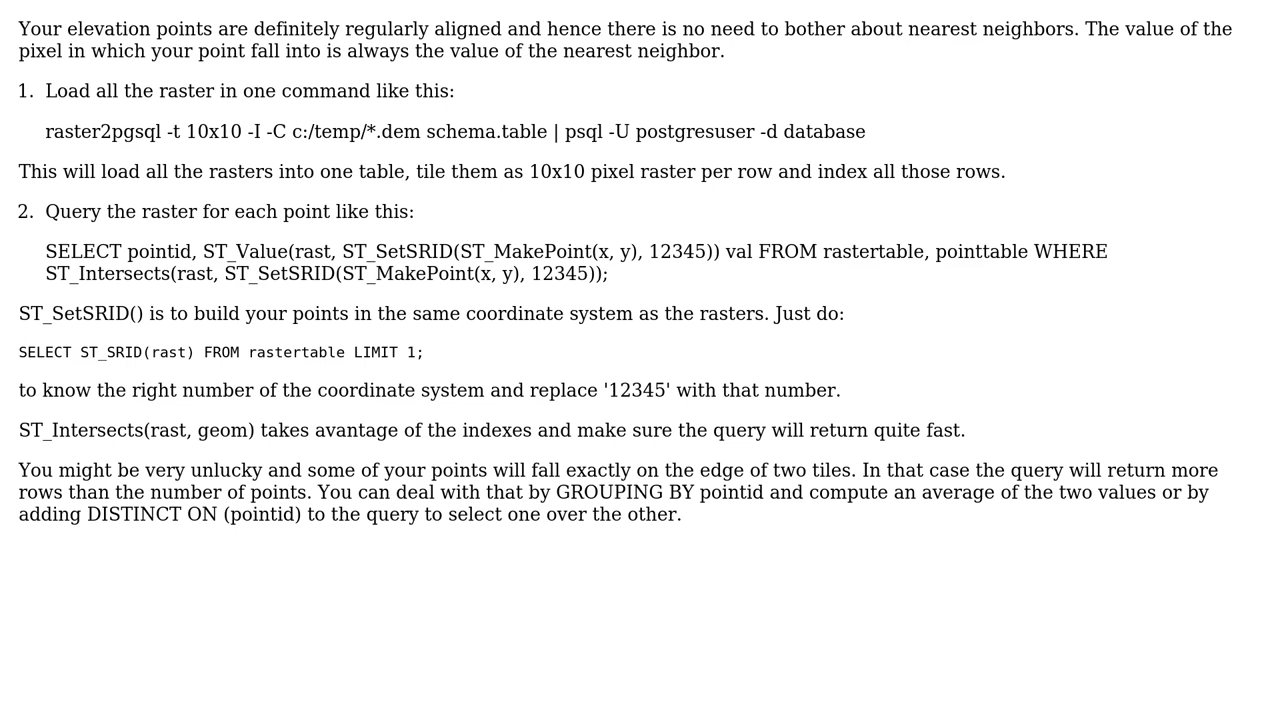 Your elevation points are definitely regularly aligned and hence there is no need to bother about nearest neighbors. The value of the
pixel in which your point fall into is always the value of the nearest neighbor.
1. Load all the raster in one command like this:
raster2pgsql -t 10x10 -I -C c:/temp/*.dem schema.table | psql -U postgresuser -d database
This will load all the rasters into one table, tile them as 10x10 pixel raster per row and index all those rows.
2. Query the raster for each point like this:
SELECT pointid, ST_Value(rast, ST_SetSRID(ST_MakePoint(x, y), 12345)) val FROM rastertable, pointtable WHERE
ST_Intersects(rast, ST_SetSRID(ST_MakePoint(x, y), 12345));
ST_SetSRID() is to build your points in the same coordinate system as the rasters. Just do:
SELECT ST_SRID(rast) FROM rastertable LIMIT 1;
to know the right number of the coordinate system and replace '12345' with that number.
ST_Intersects(rast, geom) takes avantage of the indexes and make sure the query will return quite fast.
You might be very unlucky and some of your points will fall exactly on the edge of two tiles. In that case the query will return more
rows than the number of points. You can deal with that by GROUPING BY pointid and compute an average of the two values or by
adding DISTINCT ON (pointid) to the query to select one over the other.